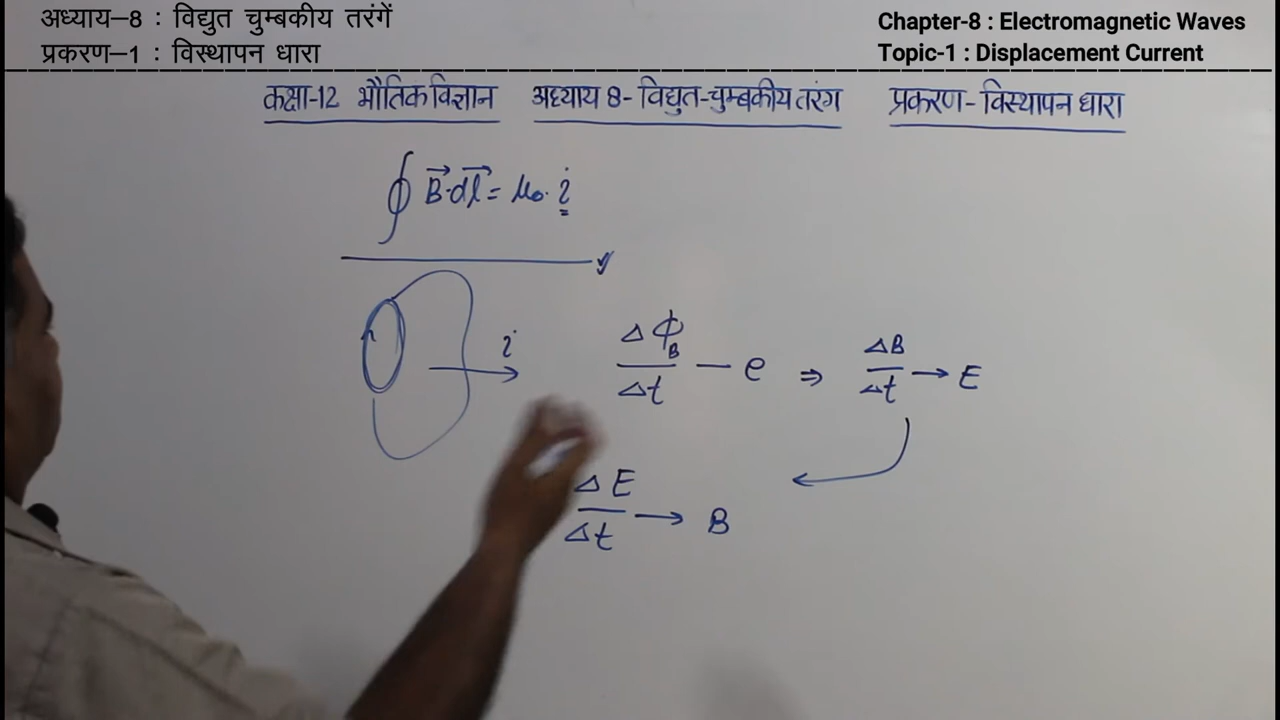 अध्याय–8 : विद्युत चुम्बकीय तरंगें
प्रकरण–1 : विस्थापन धारा
Chapter-8 : Electromagnetic Waves
Topic-1 : Displacement Current
कक्षा-12 भौतिक विज्ञान अध्याय 8- विद्युत-चुम्बकीय तरंग प्रकरण- विस्थापन धारा
∮ B⃗·dl⃗ = μ₀· i
i
Δφ_B / Δt — e ⇒ ΔB / Δt → E
ΔE / Δt → B